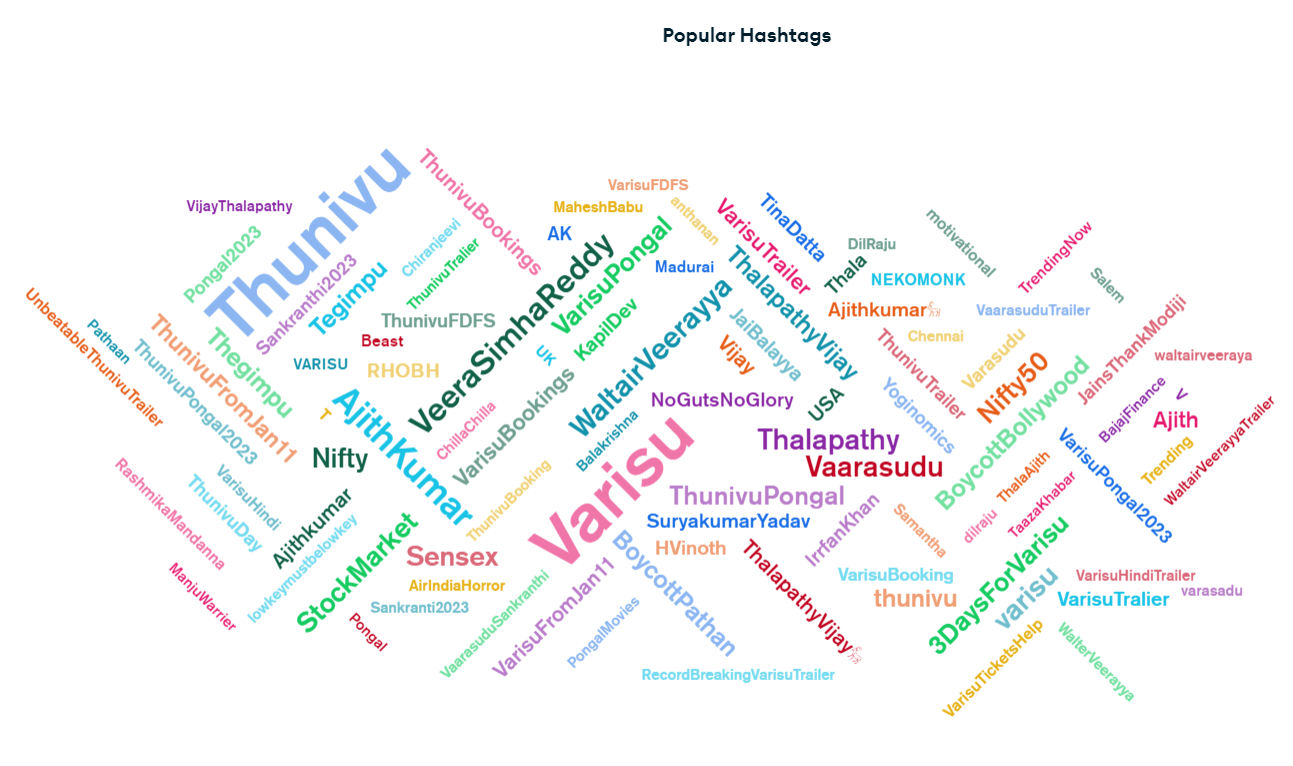 Popular Hashtags
Thunivu
ThunivuBookings
VarisuFDFS
MaheshBabu
anthanan
VijayThalapathy
Pongal2023
Sankranthi2023
Tegimpu
Chiranjeevi
ThunivuTralier
AK
VeeraSimhaReddy
VarisuPongal
VarisuTrailer
TinaDatta
DilRaju
motivational
TrendingNow
Salem
Madurai
ThalapathyVijay
Thala
NEKOMONK
UnbeatableThunivuTrailer
Pathaan
ThunivuPongal2023
ThunivuFromJan11
Thegimpu
ThunivuFDFS
Beast
VARISU
RHOBH
UK
KapilDev
WaltairVeerayya
JaiBalayya
Vijay
Ajithkumar🐪
VaarasuduTrailer
Chennai
Varasudu
ThunivuTrailer
JainsThankModiji
waltairveeraya
T
AjithKumar
ChillaChilla
VarisuBookings
Balakrishna
NoGutsNoGlory
USA
Yoginomics
Nifty50
BoycottBollywood
BajajFinance
V
Ajith
Trending
WaltairVeerayyaTrailer
Nifty
Varisu
Thalapathy
Vaarasudu
VarisuPongal2023
ThalaAjith
RashmikaMandanna
ThunivuDay
VarisuHindi
Ajithkumar
lowkeymustbelowkey
StockMarket
ThunivuBooking
Sensex
ThunivuPongal
SuryakumarYadav
HVinoth
IrrfanKhan
Samantha
dilraju
TaazaKhabar
ManjuWarrier
AirIndiaHorror
Sankranti2023
Pongal
VaarasuduSankranthi
VarisuFromJan11
PongalMovies
BoycottPathan
ThalapathyVijay🐪
VarisuBooking
thunivu
3DaysForVarisu
varisu
VarisuHindiTrailer
VarisuTralier
varasadu
RecordBreakingVarisuTrailer
VarisuTicketsHelp
WalterVeerayya